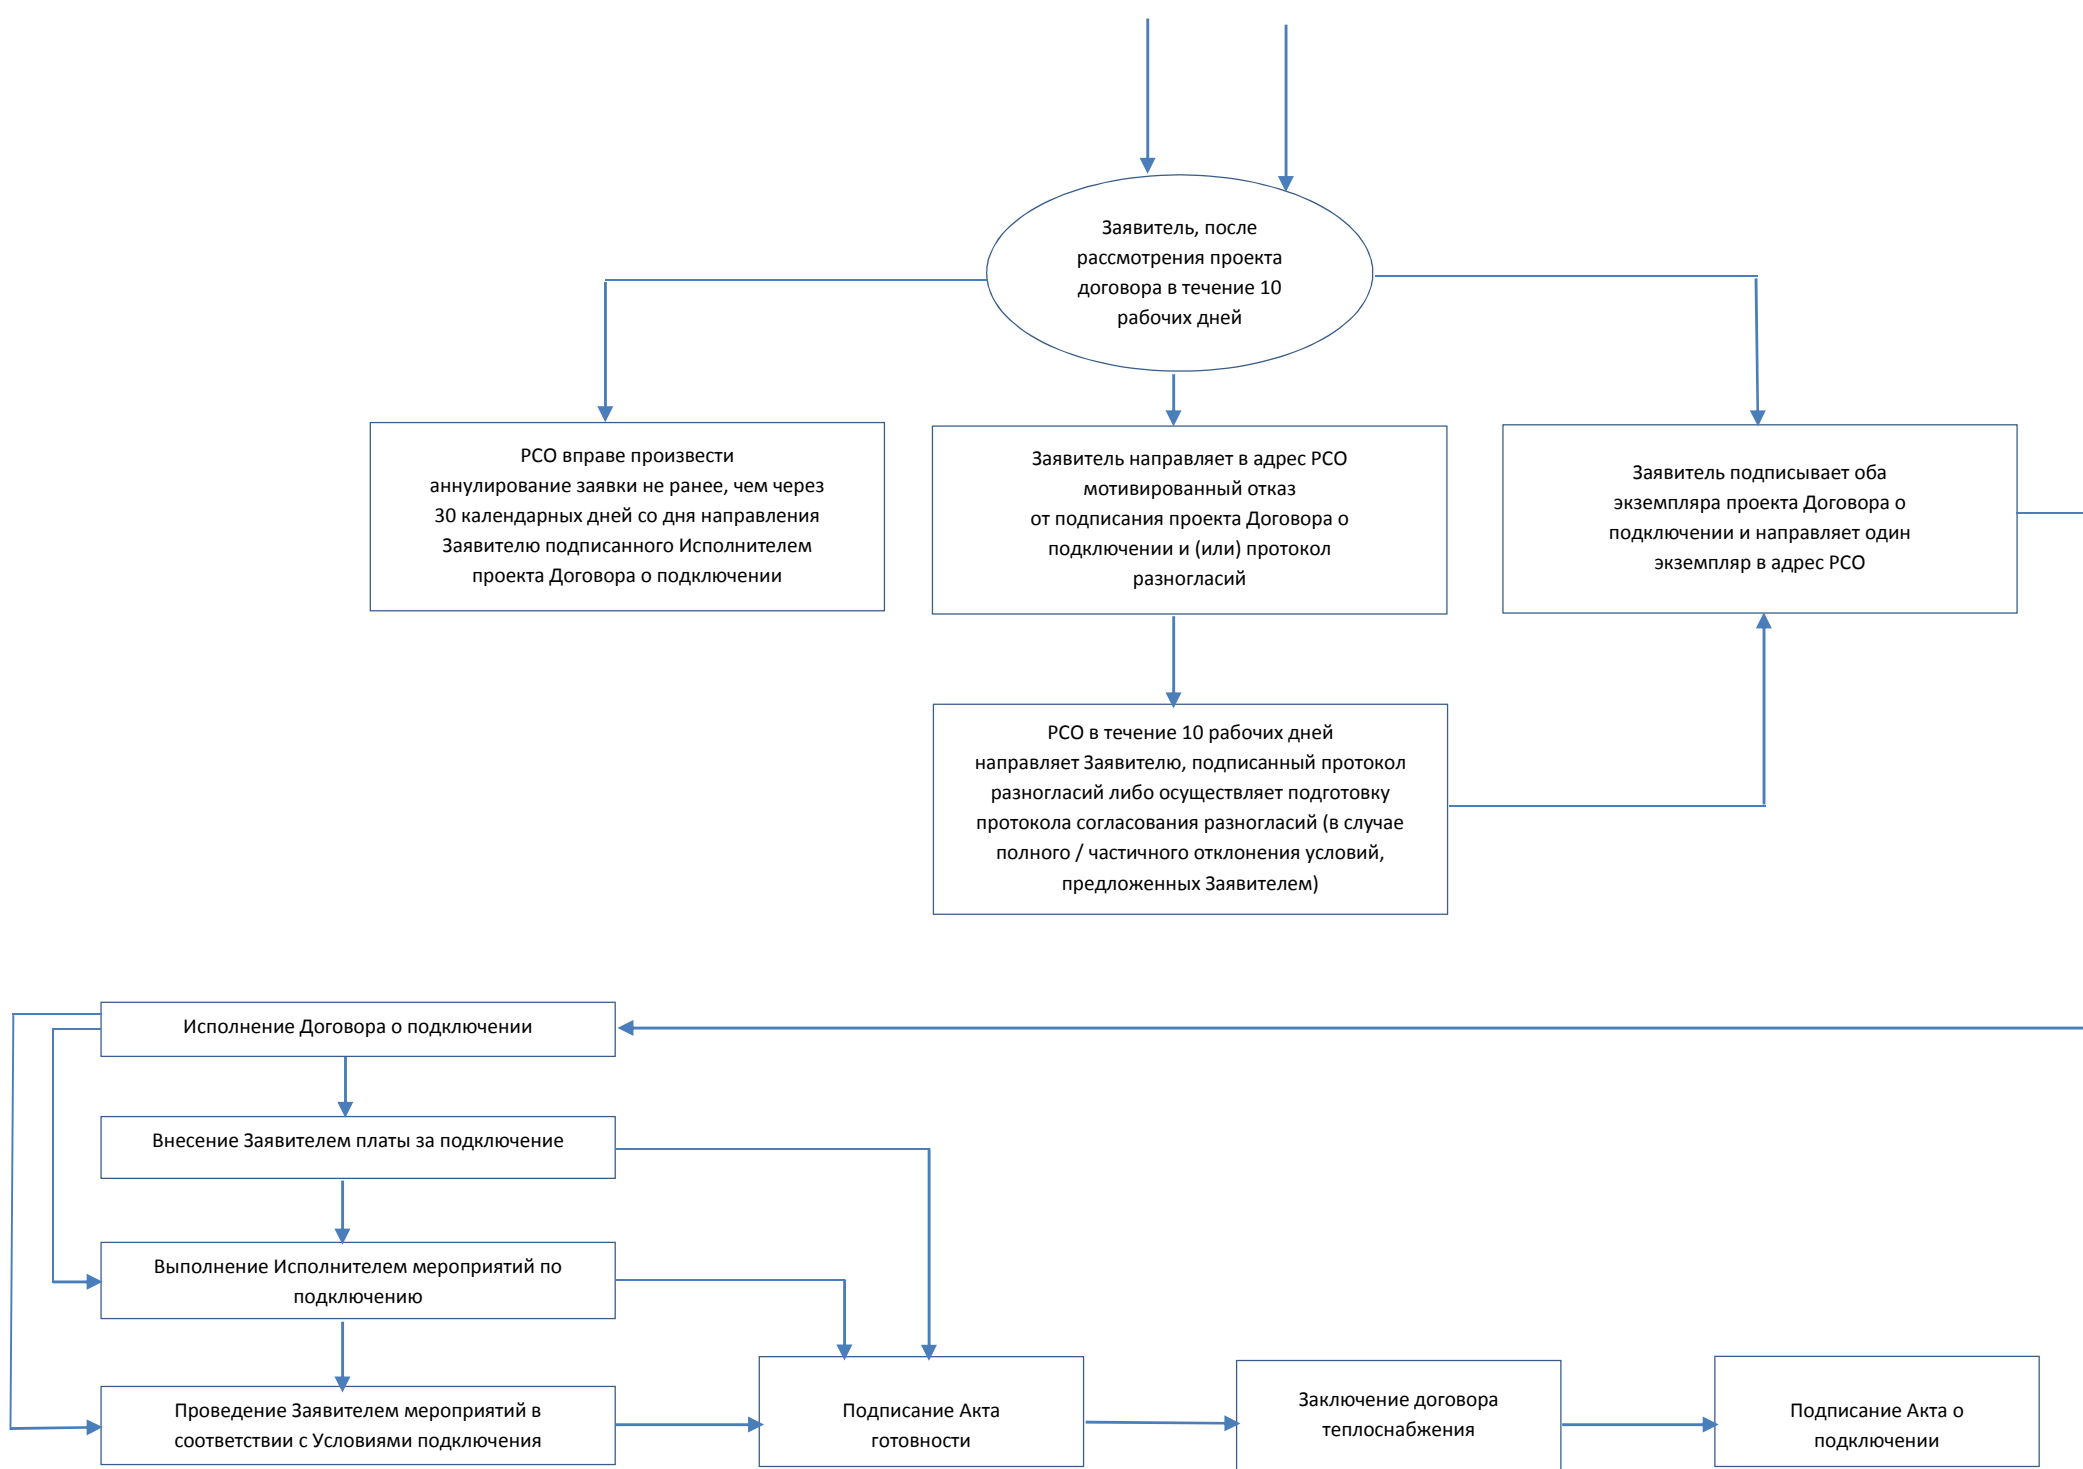 Заявитель, после
рассмотрения проекта
договора в течение 10
рабочих дней
РСО вправе произвести
аннулирование заявки не ранее, чем через
30 календарных дней со дня направления
Заявителю подписанного Исполнителем
проекта Договора о подключении
Заявитель направляет в адрес РСО
мотивированный отказ
от подписания проекта Договора о
подключении и (или) протокол
разногласий
Заявитель подписывает оба
экземпляра проекта Договора о
подключении и направляет один
экземпляр в адрес РСО
РСО в течение 10 рабочих дней
направляет Заявителю, подписанный протокол
разногласий либо осуществляет подготовку
протокола согласования разногласий (в случае
полного / частичного отклонения условий,
предложенных Заявителем)
Исполнение Договора о подключении
Внесение Заявителем платы за подключение
Выполнение Исполнителем мероприятий по
подключению
Проведение Заявителем мероприятий в
соответствии с Условиями подключения
Подписание Акта
готовности
Заключение договора
теплоснабжения
Подписание Акта о
подключении